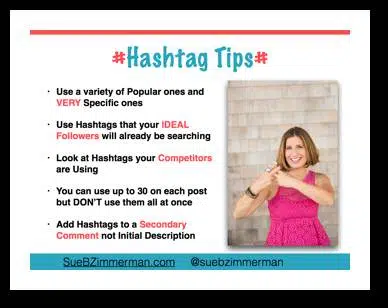 #Hashtag Tips#
· Use a variety of Popular ones and
VERY Specific ones
· Use Hashtags that your IDEAL
Followers will already be searching
· Look at Hashtags your Competitors
are Using
· You can use up to 30 on each post
but DON'T use them all at once
· Add Hashtags to a Secondary
Comment not Initial Description
SueBZimmerman.com @suebzimmerman